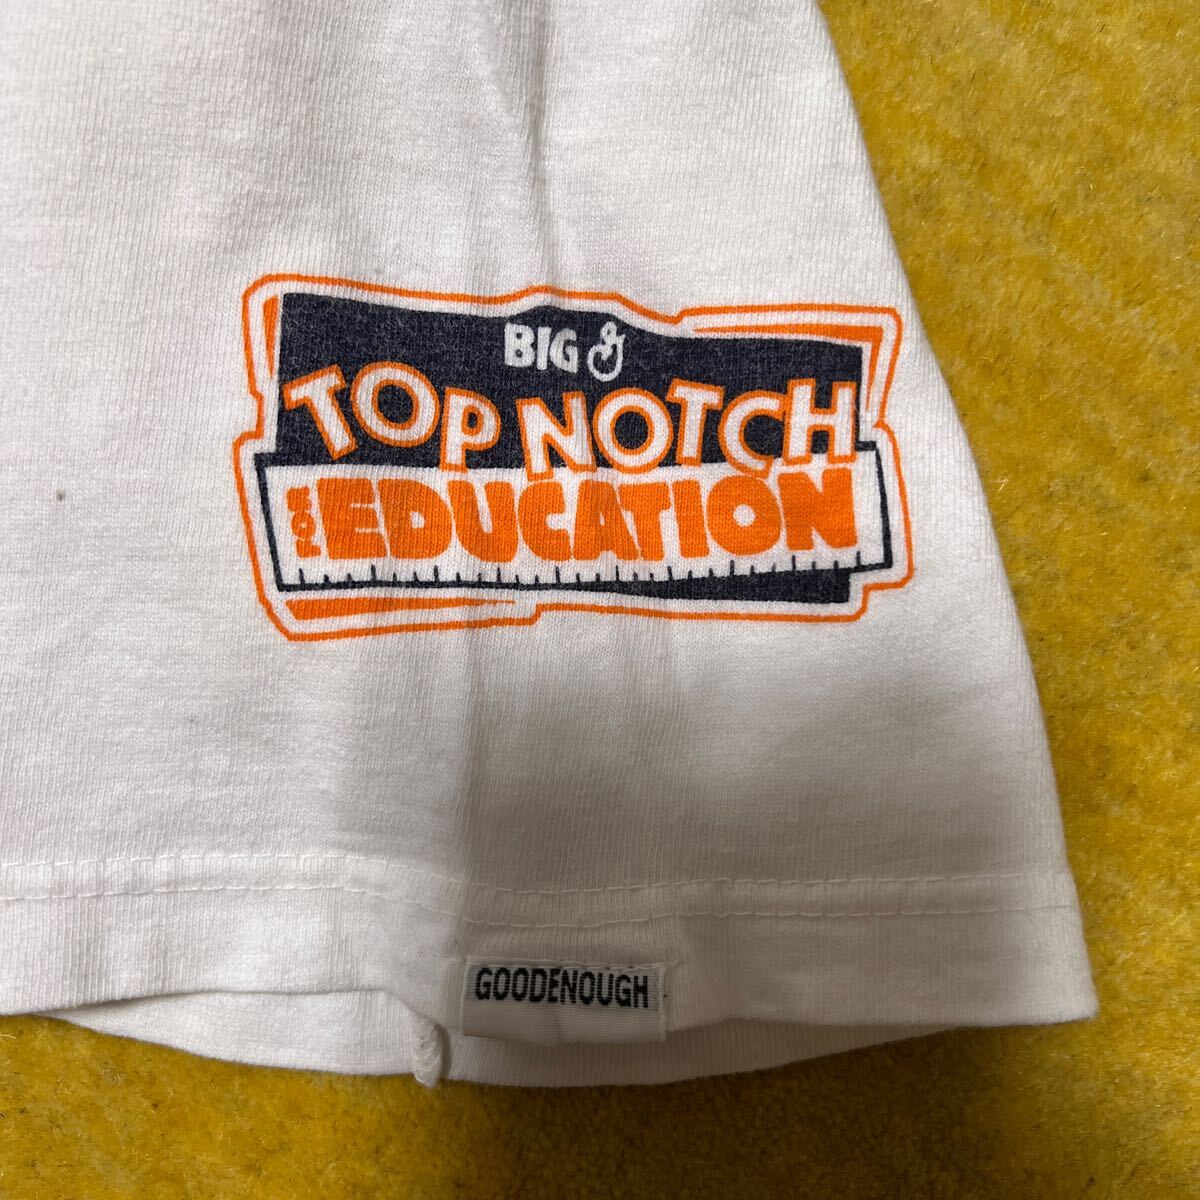 BIG
TOP NOTCH
FOR EDUCATION
GOODENOUGH